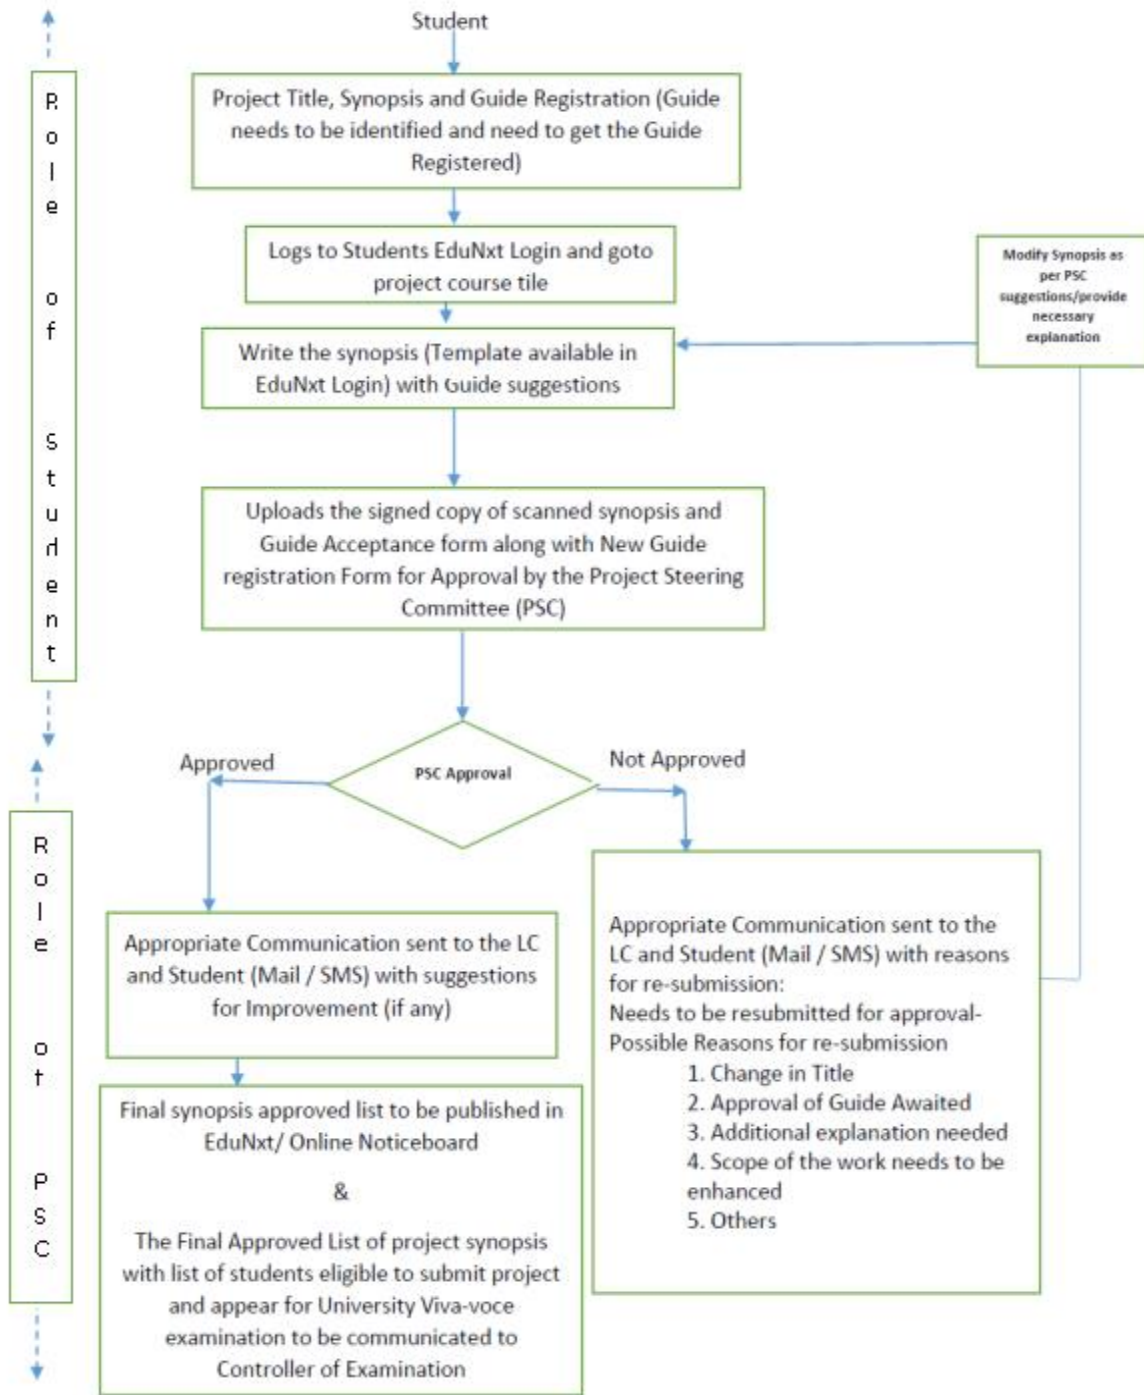 Student
Project Title, Synopsis and Guide Registration (Guide
needs to be identified and need to get the Guide
Registered)
Logs to Students EduNxt Login and goto
project course tile
Write the synopsis (Template available in
EduNxt Login) with Guide suggestions
Modify Synopsis as
per PSC
suggestions/provide
necessary
explanation
Uploads the signed copy of scanned synopsis and
Guide Acceptance form along with New Guide
registration Form for Approval by the Project Steering
Committee (PSC)
Role of Student
PSC Approval
Approved
Not Approved
Appropriate Communication sent to the LC
and Student (Mail / SMS) with suggestions
for Improvement (if any)
Final synopsis approved list to be published in
EduNxt/ Online Noticeboard
&
The Final Approved List of project synopsis
with list of students eligible to submit project
and appear for University Viva-voce
examination to be communicated to
Controller of Examination
Appropriate Communication sent to the
LC and Student (Mail / SMS) with reasons
for re-submission:
Needs to be resubmitted for approval-
Possible Reasons for re-submission
1. Change in Title
2. Approval of Guide Awaited
3. Additional explanation needed
4. Scope of the work needs to be
enhanced
5. Others
Role of PSC